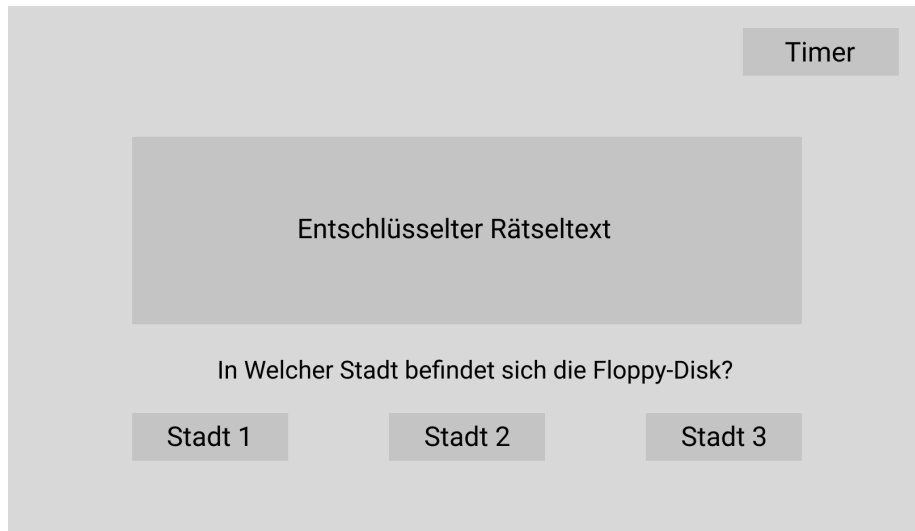 Timer
Entschlüsselter Rätseltext
In Welcher Stadt befindet sich die Floppy-Disk?
Stadt 1
Stadt 2
Stadt 3